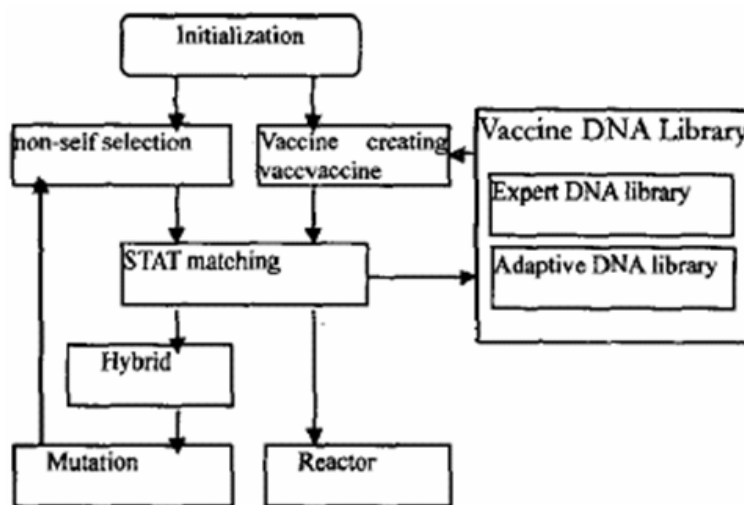 Initialization
non-self selection
Vaccine creating
vaccvaccine
Vaccine DNA Library
Expert DNA library
STAT matching
Adaptive DNA library
Hybrid
Mutation
Reactor